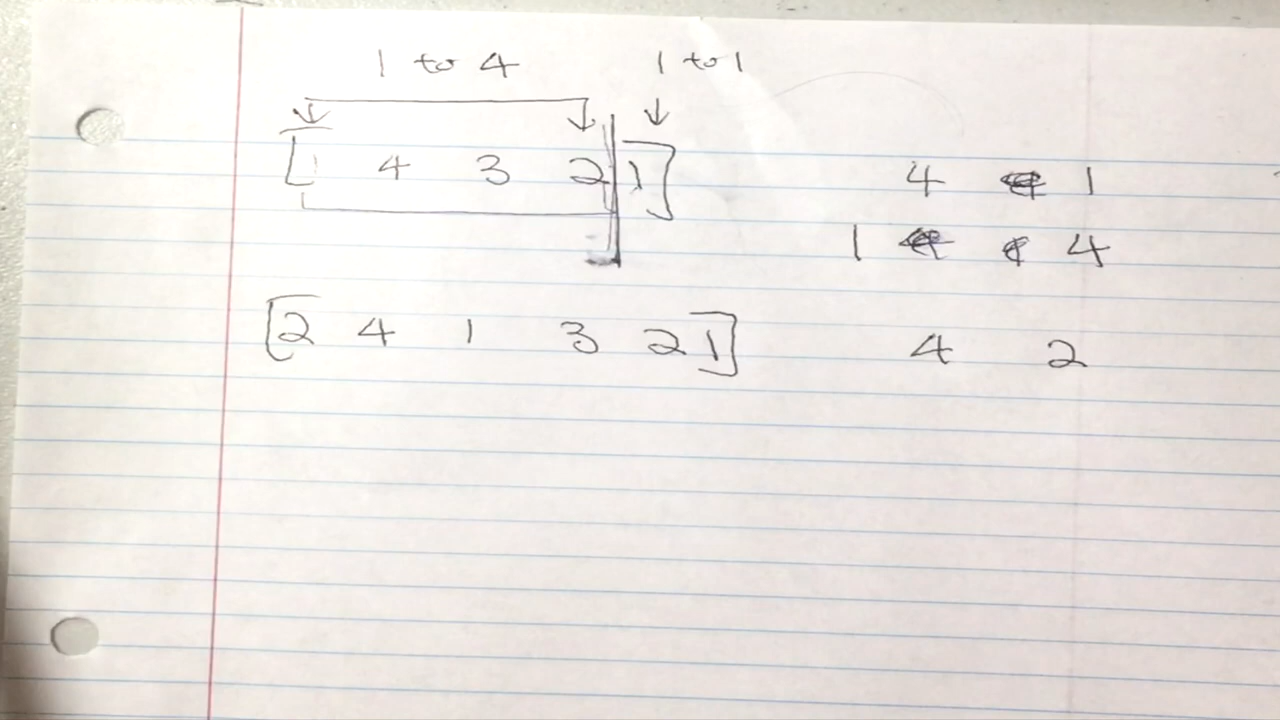 1 to 4 1 to 1
[1 4 3 2 1] 4 1
1 4
[2 4 1 3 2 1] 4 2